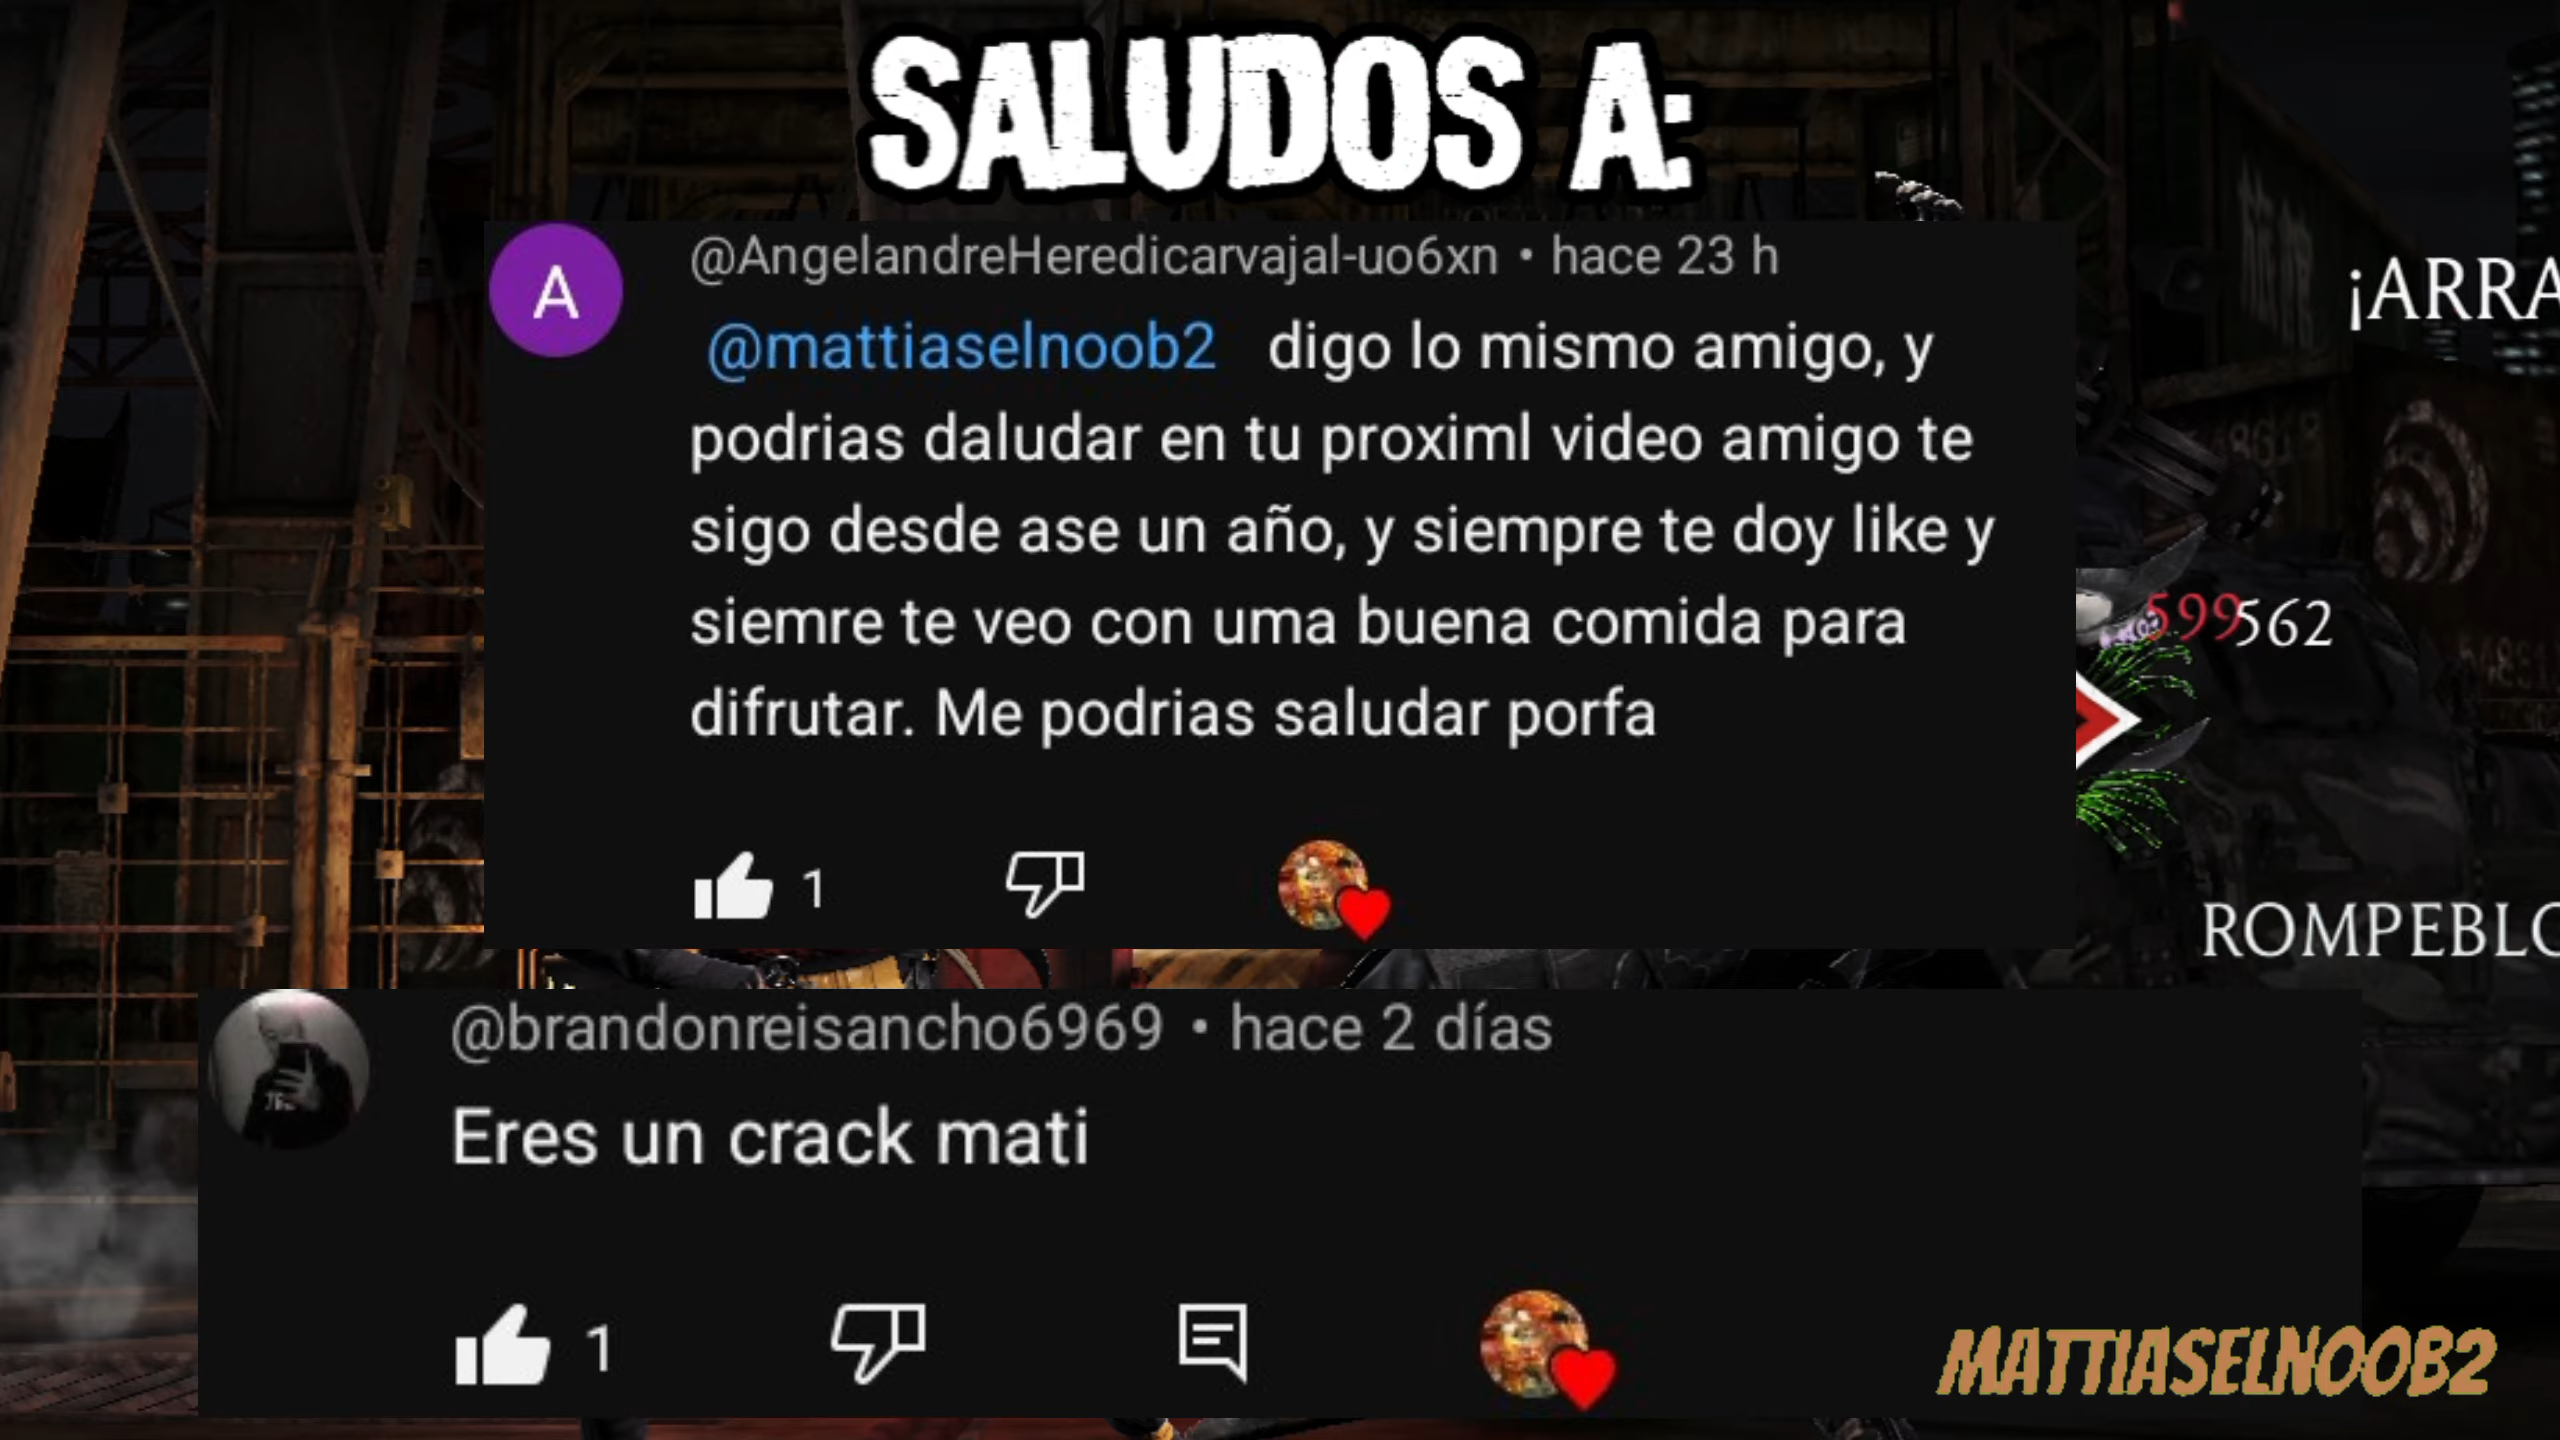 SALUDOS A:
A
@AngelandreHeredicarvajal-uo6xn • hace 23 h
@mattiaselnoob2 digo lo mismo amigo, y
podrias daludar en tu proximl video amigo te
sigo desde ase un año, y siempre te doy like y
siemre te veo con uma buena comida para
difrutar. Me podrias saludar porfa
1
¡ARRA
599
562
ROMPEBLO
@brandonreisancho6969 • hace 2 días
Eres un crack mati
1
MATTIASELNOOB2